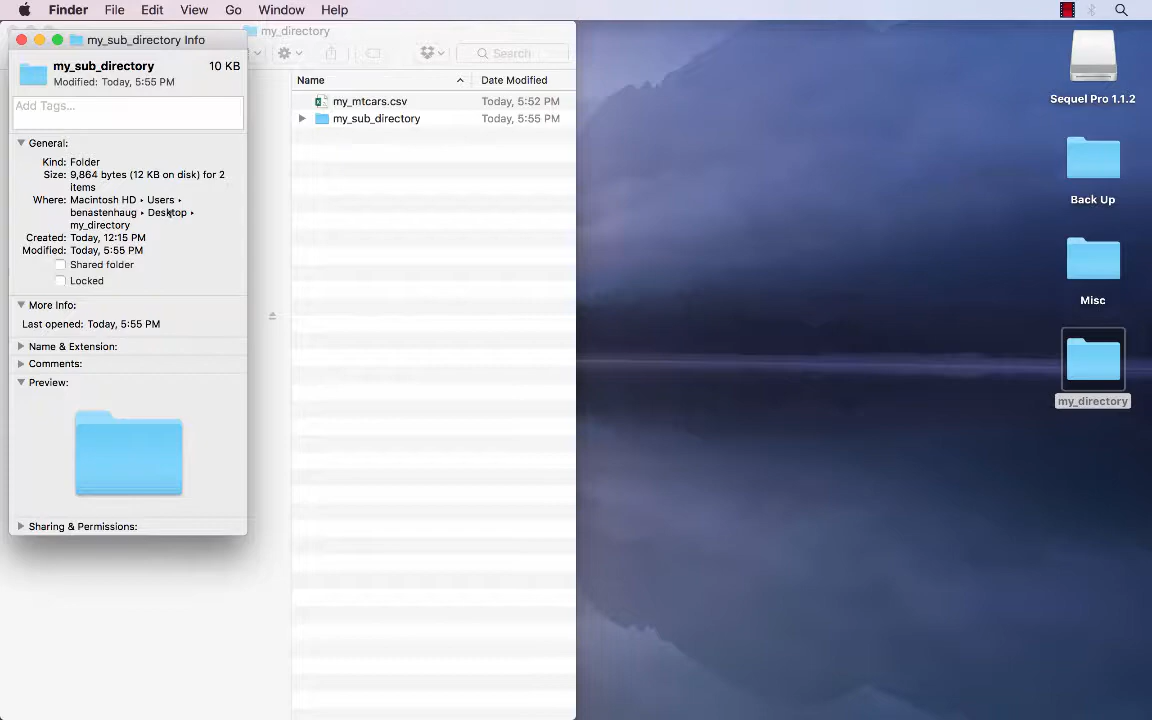 Finder File Edit View Go Window Help
my_sub_directory Info
my_directory
my_sub_directory 10 KB
Modified: Today, 5:55 PM
Add Tags...
General:
Kind: Folder
Size: 9,864 bytes (12 KB on disk) for 2
items
Where: Macintosh HD ▸ Users ▸
benastenhaug ▸ Desktop ▸
my_directory
Created: Today, 12:15 PM
Modified: Today, 5:55 PM
Shared folder
Locked
More Info:
Last opened: Today, 5:55 PM
Name & Extension:
Comments:
Preview:
Sharing & Permissions:
Search
Name Date Modified
my_mtcars.csv Today, 5:52 PM
my_sub_directory Today, 5:55 PM
Sequel Pro 1.1.2
Back Up
Misc
my_directory